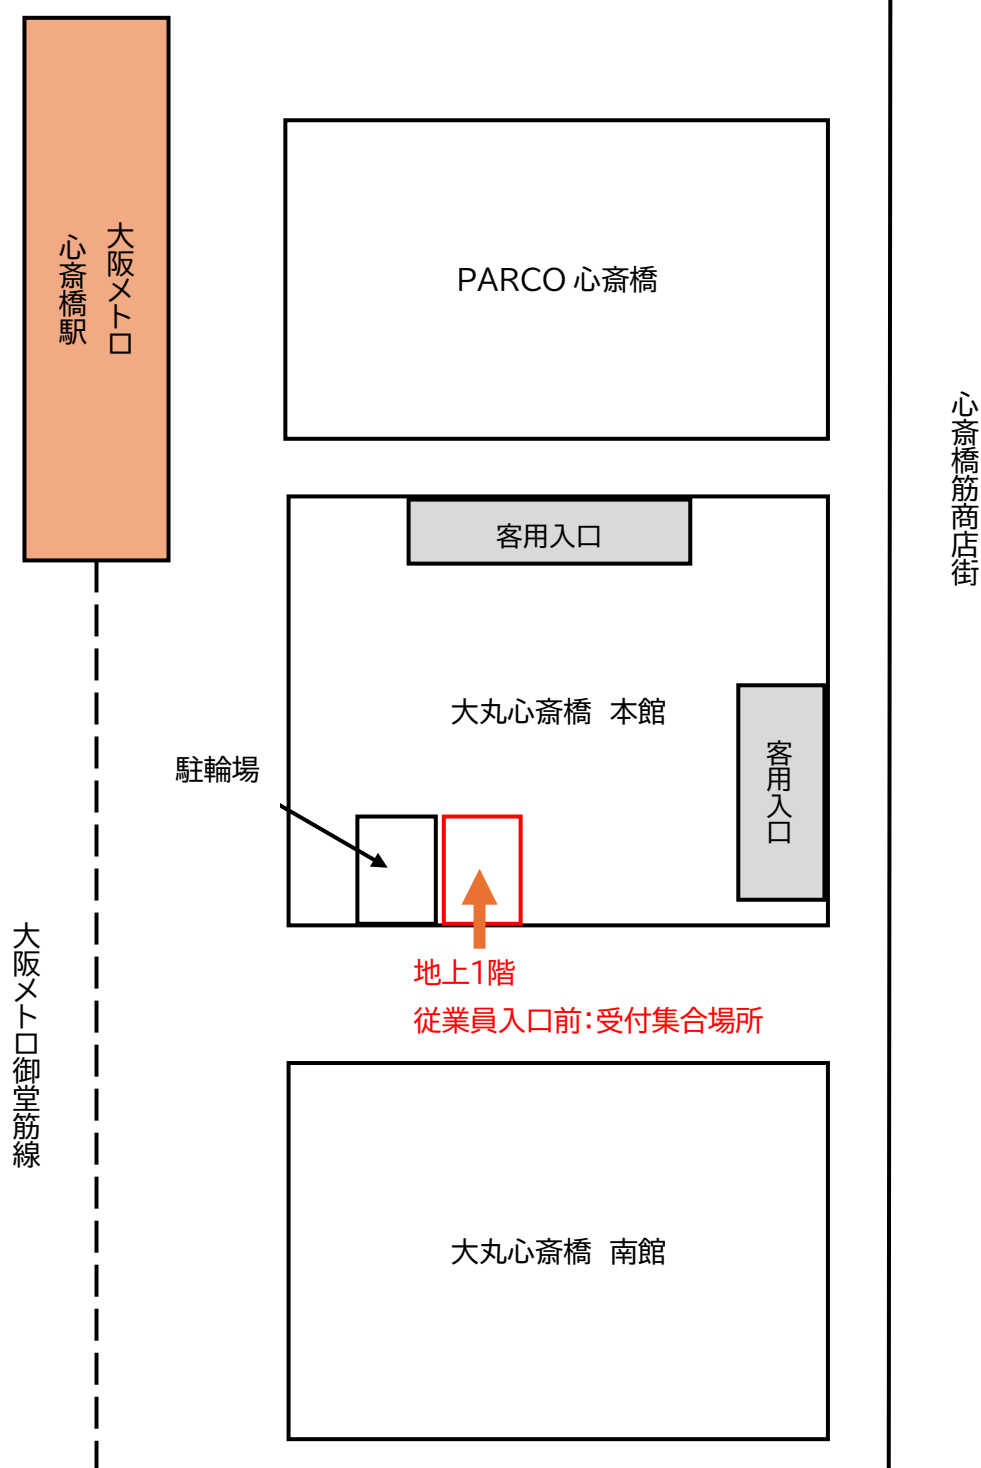 大阪メトロ
心斎橋駅
PARCO 心斎橋
心斎橋筋商店街
客用入口
大丸心斎橋 本館
客用入口
駐輪場
地上1階
従業員入口前：受付集合場所
大阪メトロ御堂筋線
大丸心斎橋 南館